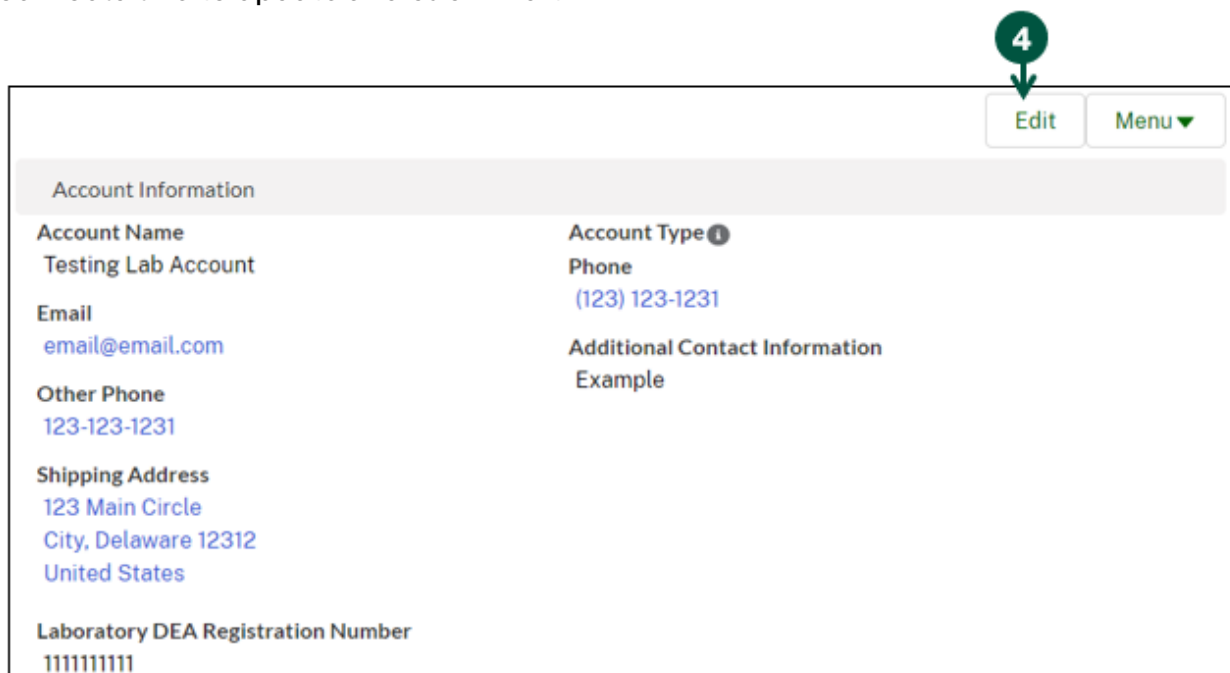 4
Edit Menu
Account Information
Account Name
Testing Lab Account
Email
email@email.com
Other Phone
123-123-1231
Shipping Address
123 Main Circle
City, Delaware 12312
United States
Laboratory DEA Registration Number
1111111111
Account Type
Phone
(123) 123-1231
Additional Contact Information
Example